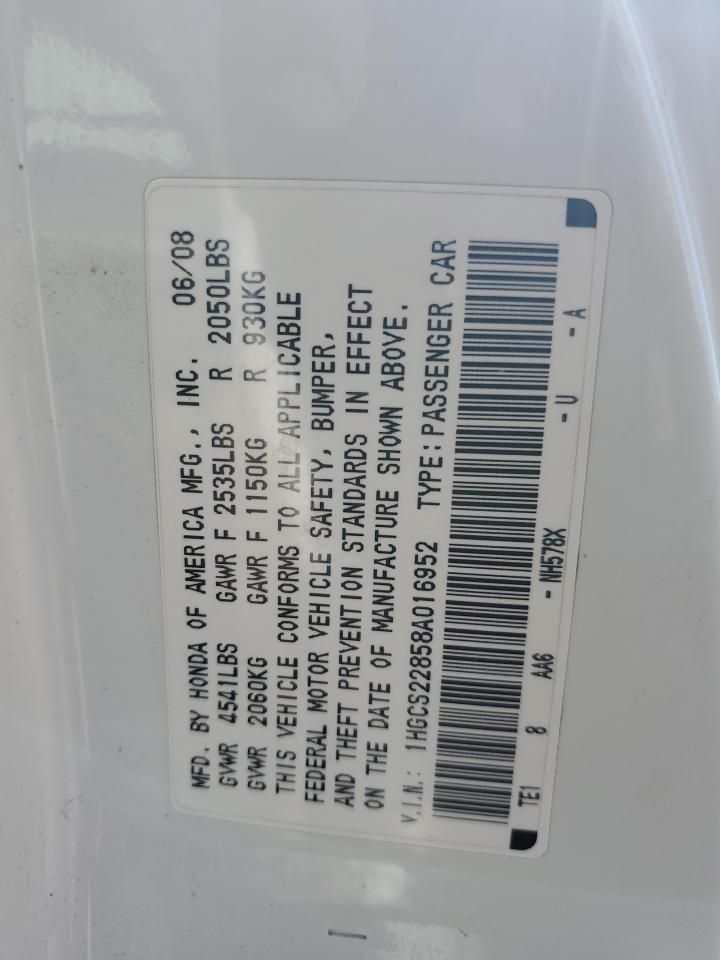 MFD. BY HONDA OF AMERICA MFG., INC. 06/08
GVWR 4541LBS GAWR F 2535LBS R 2050LBS
GVWR 2060KG GAWR F 1150KG R 930KG
THIS VEHICLE CONFORMS TO ALL APPLICABLE
FEDERAL MOTOR VEHICLE SAFETY, BUMPER,
AND THEFT PREVENTION STANDARDS IN EFFECT
ON THE DATE OF MANUFACTURE SHOWN ABOVE.
V.I.N.: 1HGCS22858A016952 TYPE:PASSENGER CAR
TE1 8 AA6 - NH578X - U - A